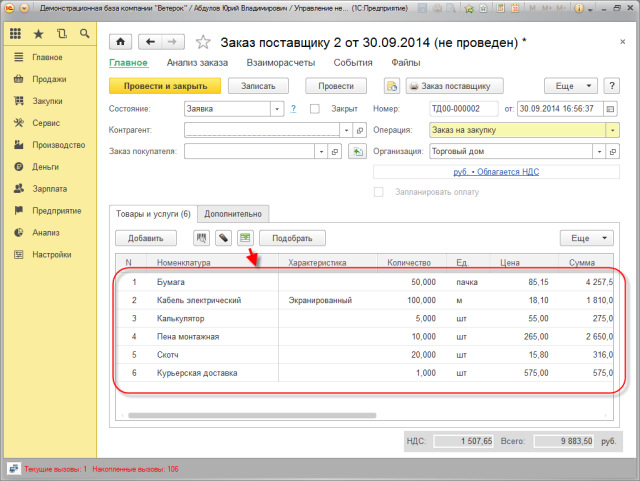 Демонстрационная база компании "Ветерок" / Абдулов Юрий Владимирович / Управление не... (1С:Предприятие)
M M+ M-
Главное
Продажи
Закупки
Сервис
Производство
Деньги
Зарплата
Предприятие
Анализ
Настройки
Заказ поставщику 2 от 30.09.2014 (не проведен) *
Главное Анализ заказа Взаиморасчеты События Файлы
Провести и закрыть Записать Провести Заказ поставщику Еще ?
Состояние: Заявка ? Закрыт Номер: ТД00-000002 от: 30.09.2014 16:56:37
Контрагент: Операция: Заказ на закупку
Заказ покупателя: Организация: Торговый дом
руб. • Облагается НДС
Запланировать оплату
Товары и услуги (6) Дополнительно
Добавить Подобрать Еще
N Номенклатура Характеристика Количество Ед. Цена Сумма
1 Бумага 50,000 пачка 85,15 4 257,5
2 Кабель электрический Экранированный 100,000 м 18,10 1 810,0
3 Калькулятор 5,000 шт 55,00 275,0
4 Пена монтажная 10,000 шт 265,00 2 650,0
5 Скотч 20,000 шт 15,80 316,0
6 Курьерская доставка 1,000 шт 575,00 575,0
НДС: 1 507,65 Всего: 9 883,50 руб.
Текущие вызовы: 1 Накопленные вызовы: 106